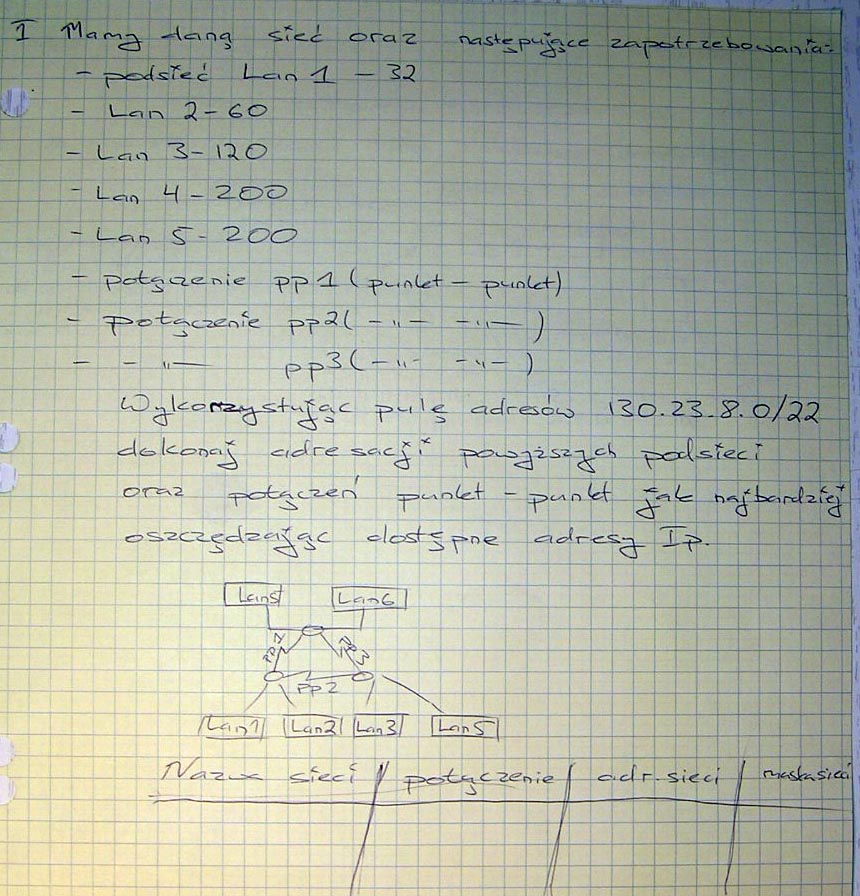 I Mamy daną sieć oraz następujące zapotrzebowania:
- podsieć Lan 1 - 32
- Lan 2 - 60
- Lan 3 - 120
- Lan 4 - 200
- Lan 5 - 200
- połączenie pp1 (punkt - punkt)
- połączenie pp2 ( -„- -„- )
- -„- pp3 ( -„- -„- )
Wykorzystując pulę adresów 130.23.8.0/22
dokonaj adresacji powyższych podsieci
oraz połączeń punkt - punkt jak najbardziej
oszczędzając dostępne adresy Ip.
Lan5 Lan6
pp1 pp3
pp2
Lan1 Lan2 Lan3 Lan5
Nazw sieci połączenie adr. sieci maska sieci